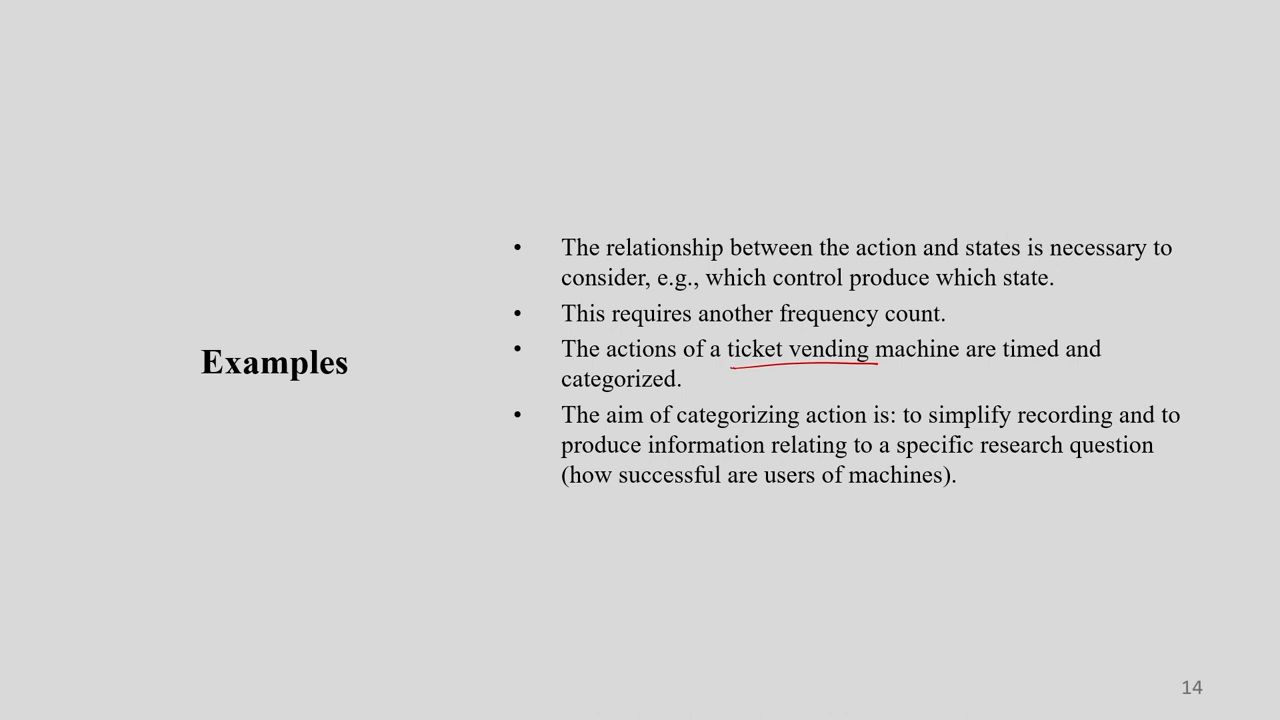 Examples
• The relationship between the action and states is necessary to
consider, e.g., which control produce which state.
• This requires another frequency count.
• The actions of a ticket vending machine are timed and
categorized.
• The aim of categorizing action is: to simplify recording and to
produce information relating to a specific research question
(how successful are users of machines).
14